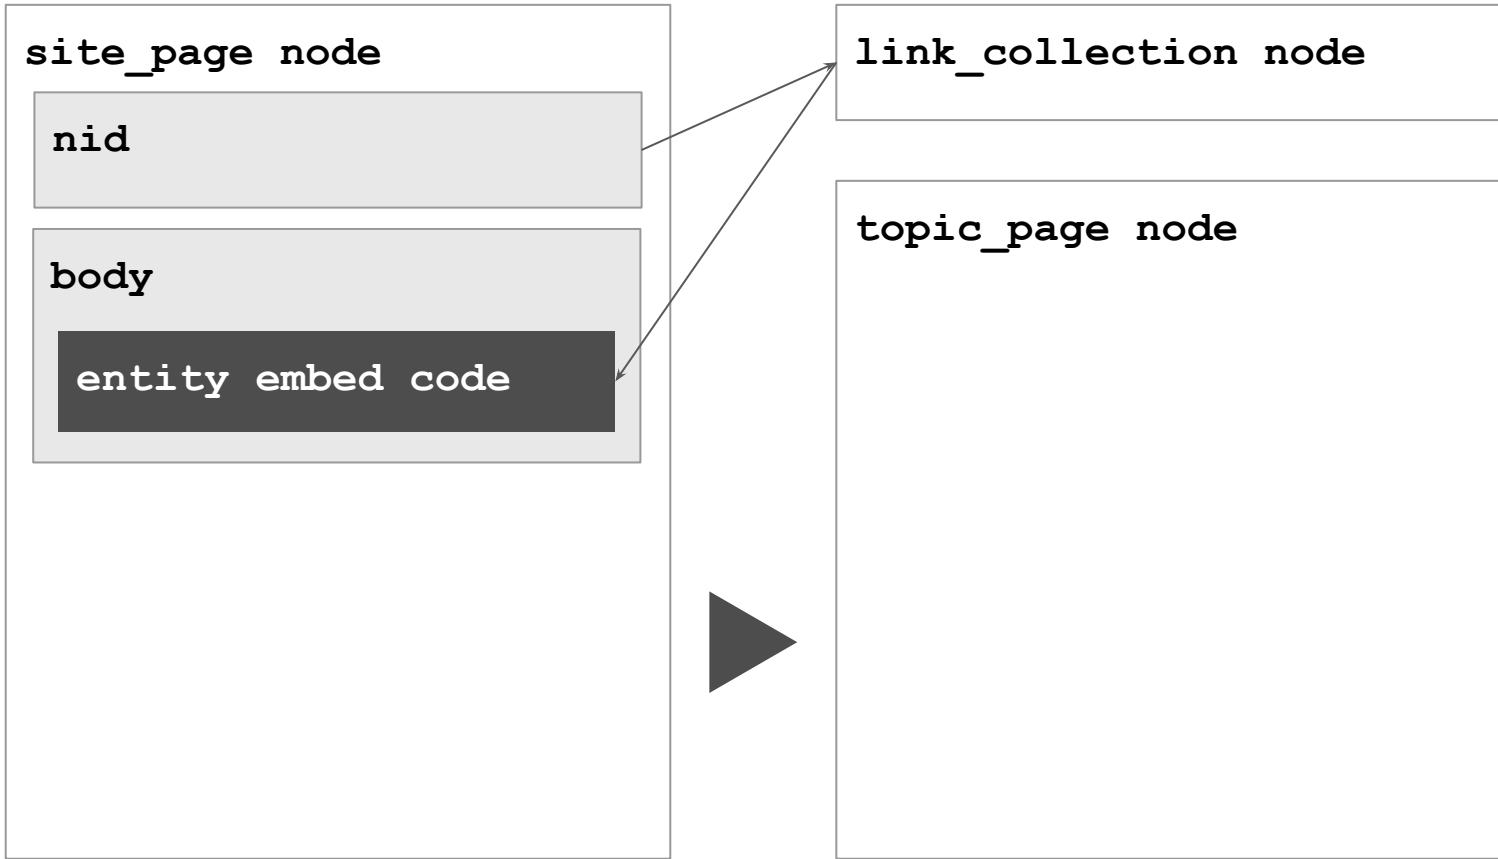 site_page node
nid
body
entity embed code
link_collection node
topic_page node